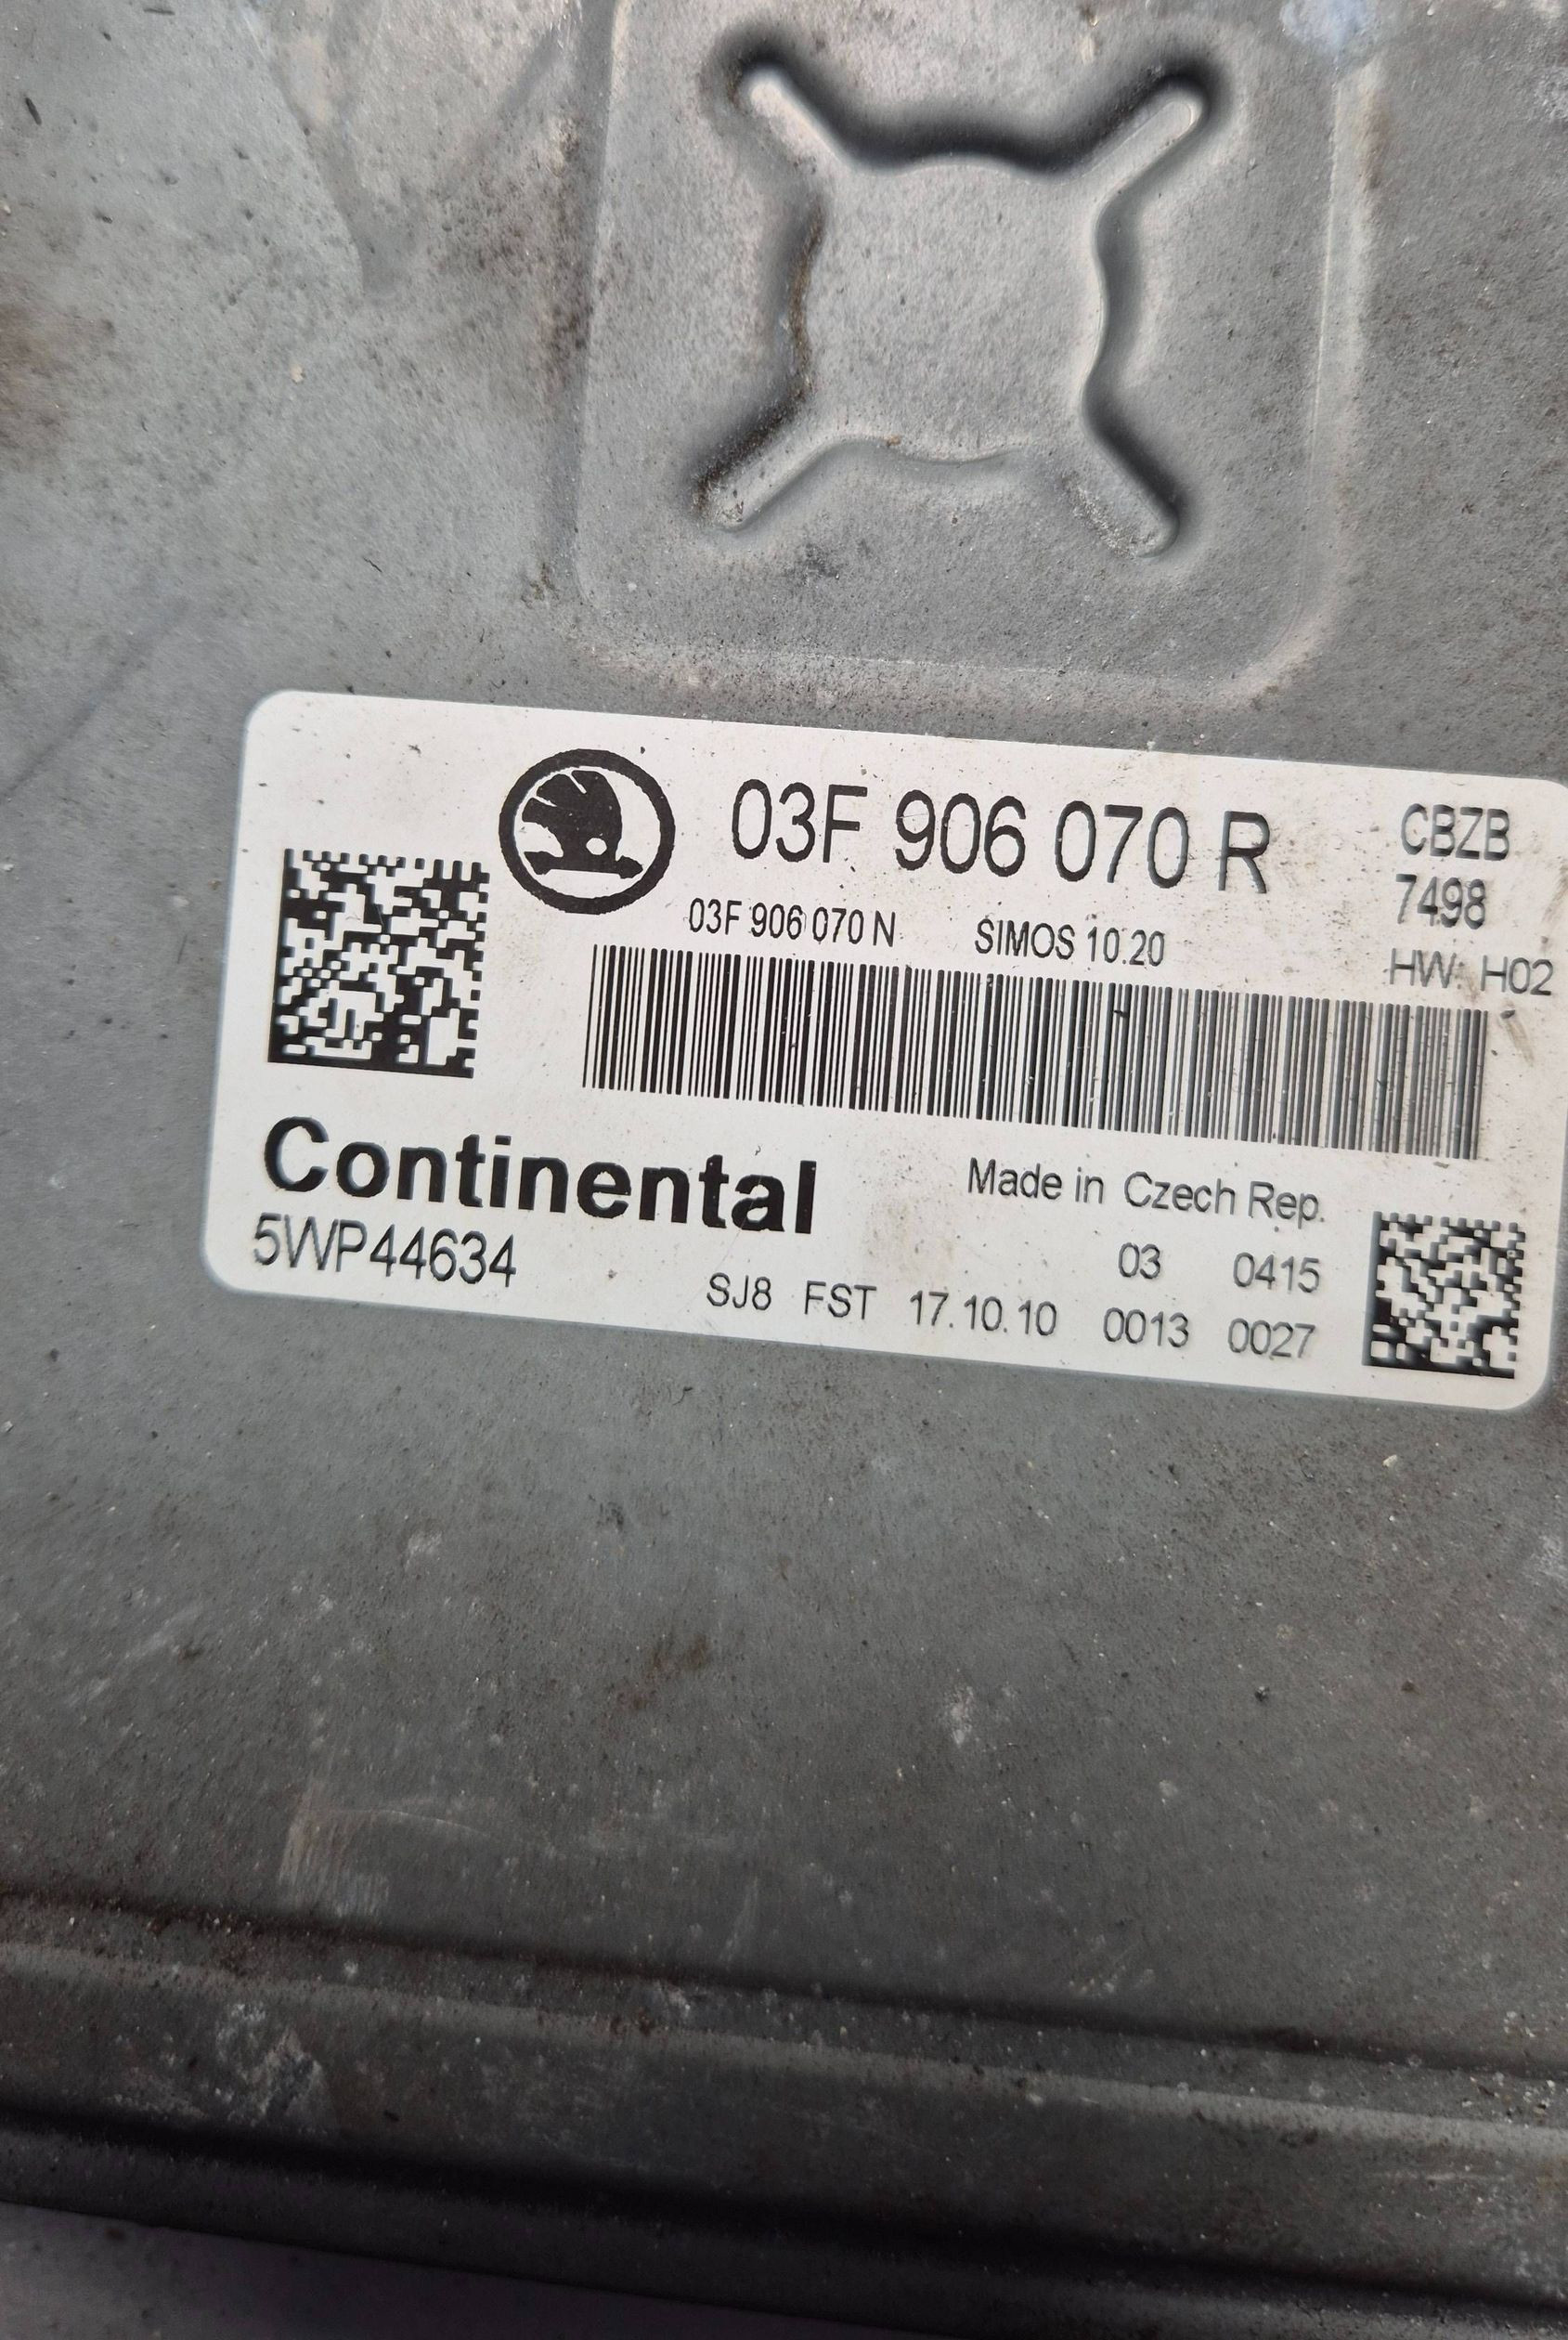 03F 906 070 R
CBZB
7498
HW: H02
03F 906 070 N SIMOS 10.20
Continental
5WP44634
Made in Czech Rep.
03 0415
SJ8 FST 17.10.10 0013 0027